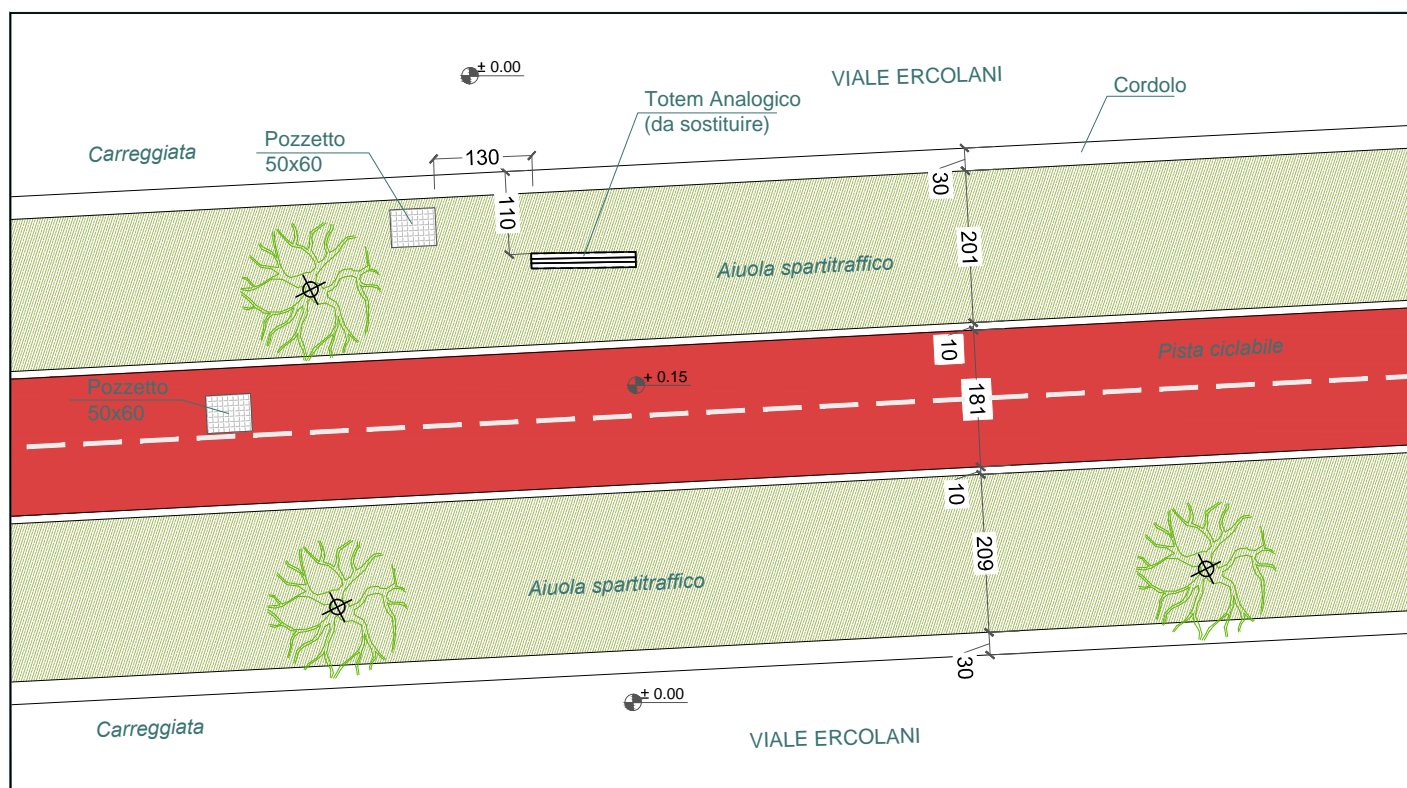 ± 0.00
VIALE ERCOLANI
Cordolo
Totem Analogico
(da sostituire)
Pozzetto
50x60
Carreggiata
130
110
30
201
Aiuola spartitraffico
10
Pista ciclabile
+ 0.15
Pozzetto
50x60
181
10
209
Aiuola spartitraffico
30
± 0.00
Carreggiata
VIALE ERCOLANI